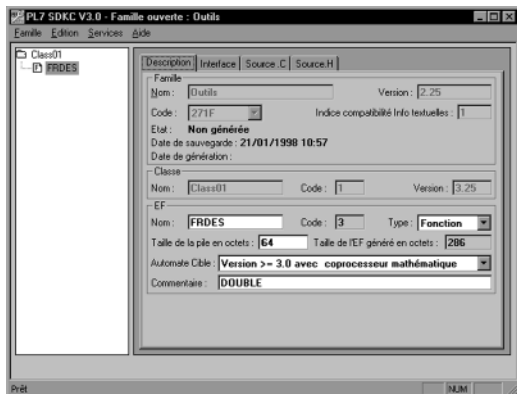 PL7 SDKC V3.0 - Famille ouverte : Outils
Famille Edition Services Aide
Class01
FRDES
Description Interface Source .C Source.H
Famille
Nom : Outils Version : 2.25
Code : 271F Indice compatibilité Info textuelles : 1
Etat : Non générée
Date de sauvegarde : 21/01/1998 10:57
Date de génération :
Classe
Nom : Class01 Code : 1 Version : 3.25
EF
Nom : FRDES Code : 3 Type : Fonction
Taille de la pile en octets : 64 Taille de l'EF généré en octets : 286
Automate Cible : Version >= 3.0 avec coprocesseur mathématique
Commentaire : DOUBLE
Prêt NUM